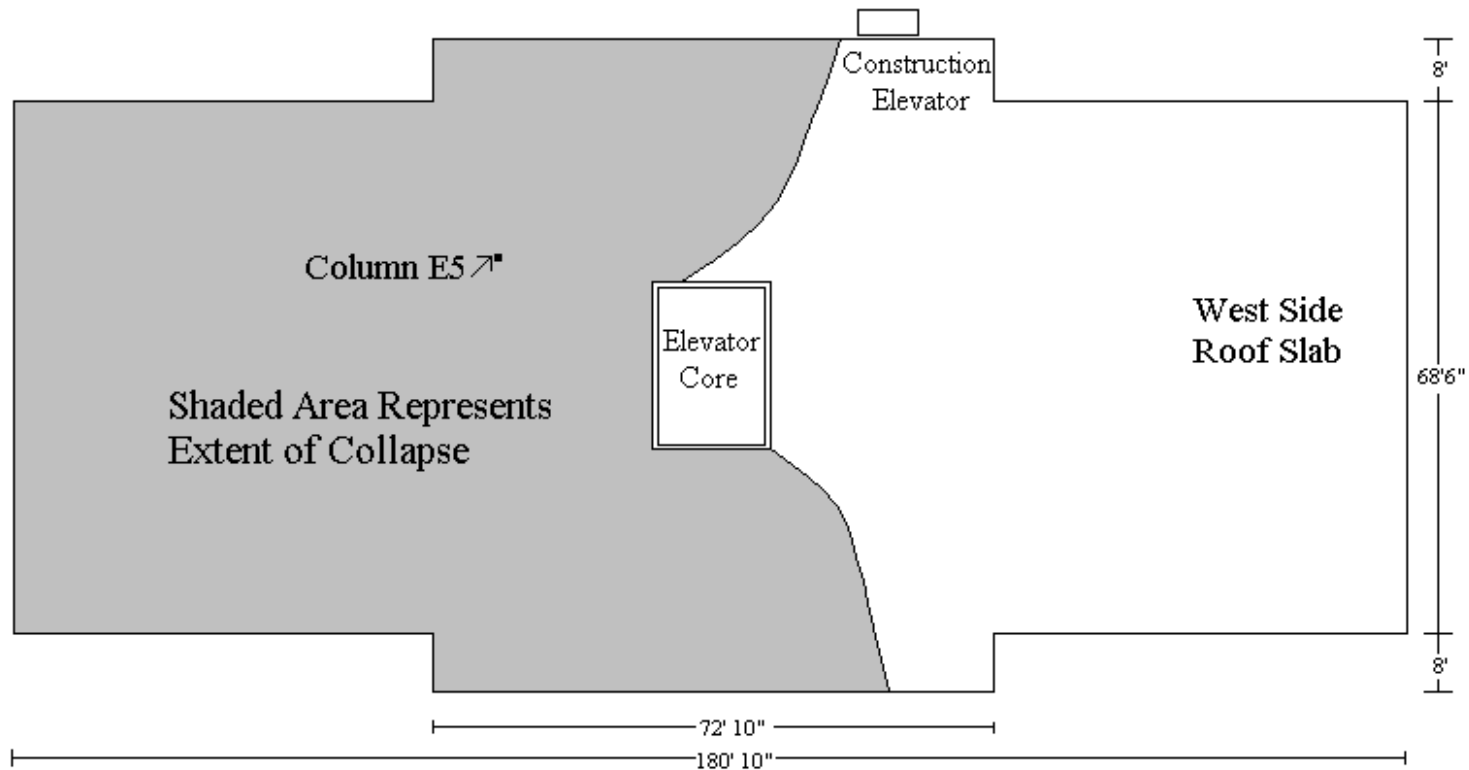 Construction
Elevator
8'
Column E5
West Side
Roof Slab
Elevator
Core
68'6"
Shaded Area Represents
Extent of Collapse
8'
72' 10"
180' 10"